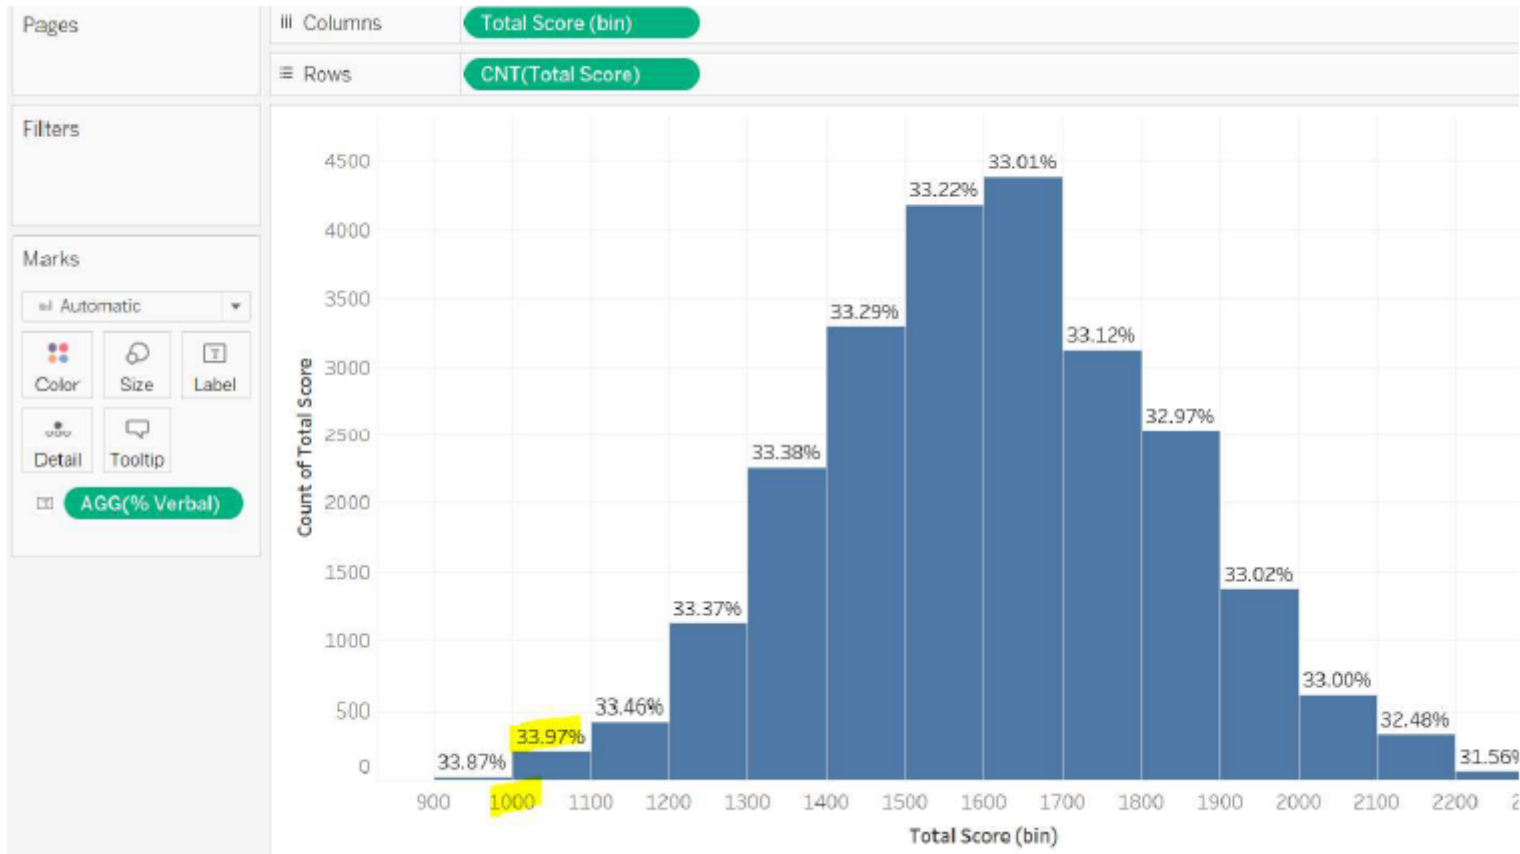 Pages
iii Columns
Total Score (bin)
Rows
CNT(Total Score)
Filters
Marks
Automatic
Color
Size
Label
Detail
Tooltip
AGG(% Verbal)
Count of Total Score
4500
4000
3500
3000
2500
2000
1500
1000
500
0
33.87%
33.97%
33.46%
33.37%
33.38%
33.29%
33.22%
33.01%
33.12%
32.97%
33.02%
33.00%
32.48%
31.56%
900 1000 1100 1200 1300 1400 1500 1600 1700 1800 1900 2000 2100 2200
Total Score (bin)